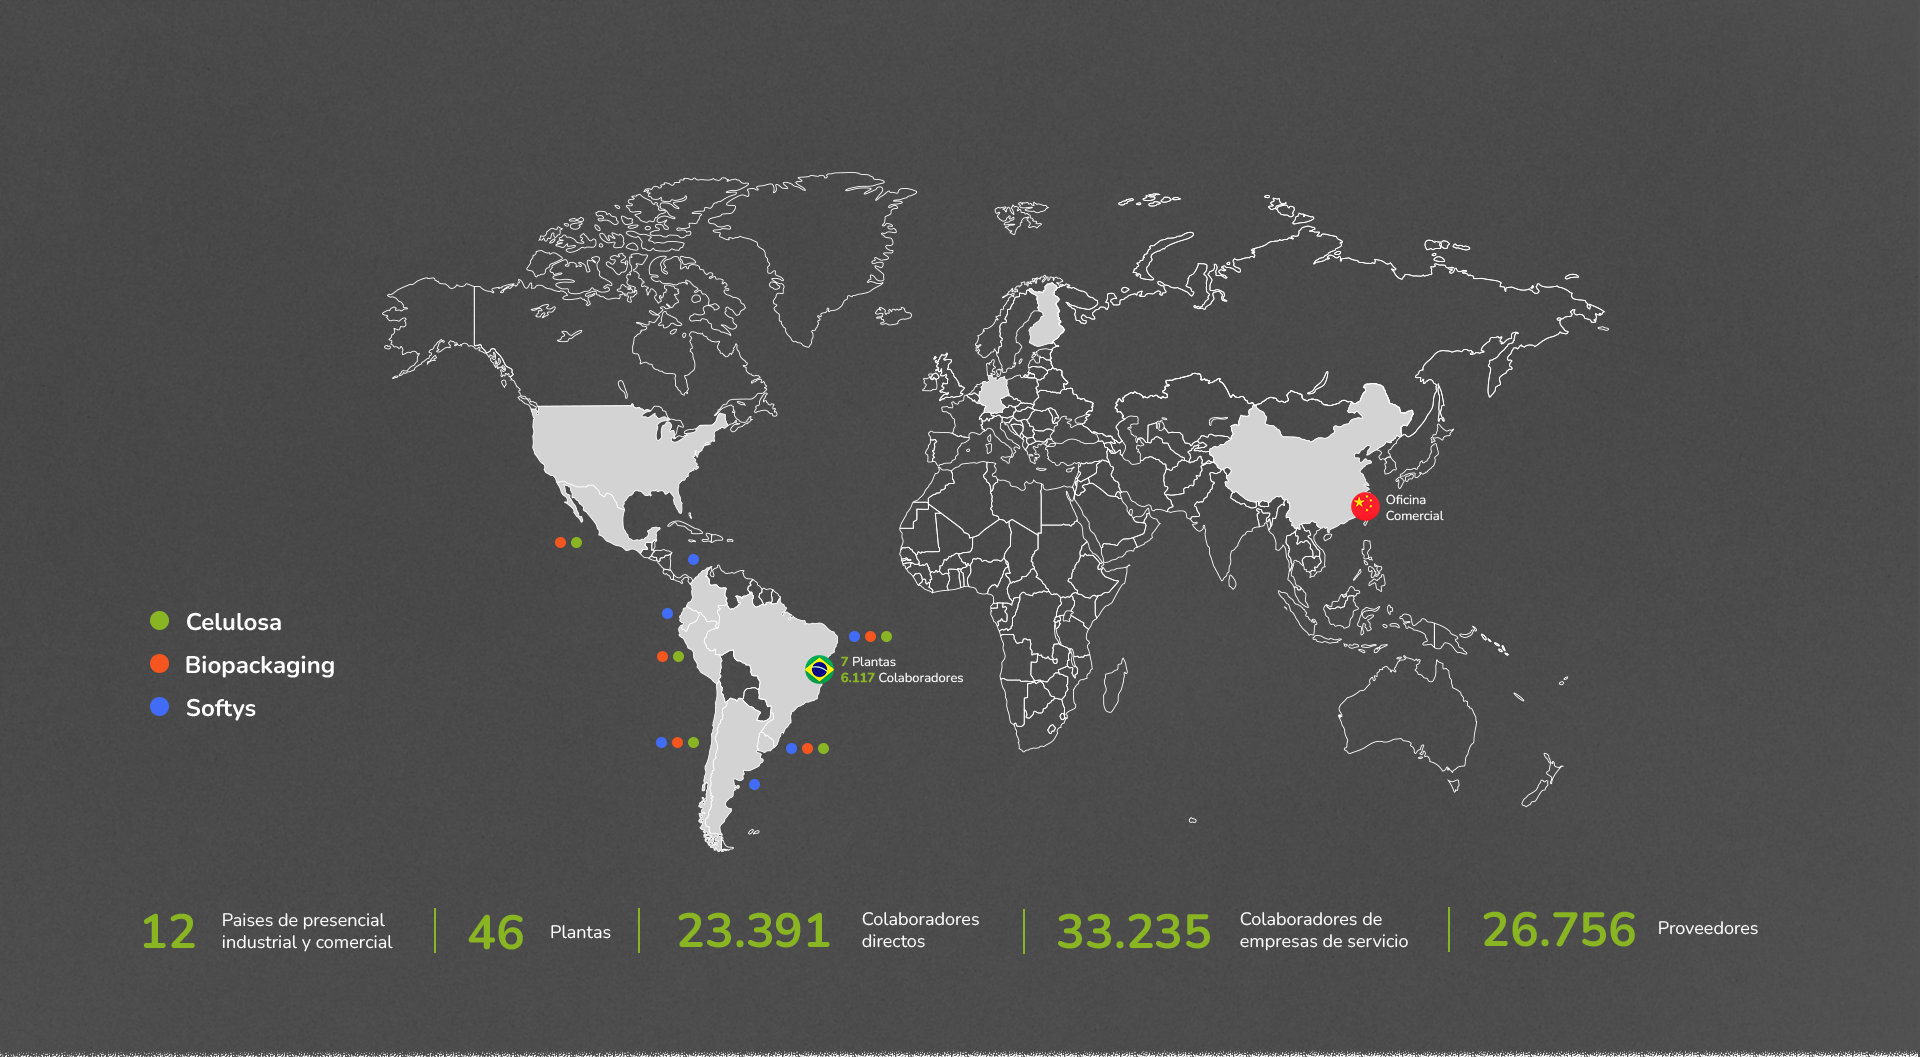 Oficina
Comercial
Celulosa
Biopackaging
Softys
7 Plantas
6.117 Colaboradores
12
Paises de presencial
industrial y comercial
46
Plantas
23.391
Colaboradores
directos
33.235
Colaboradores de
empresas de servicio
26.756
Proveedores